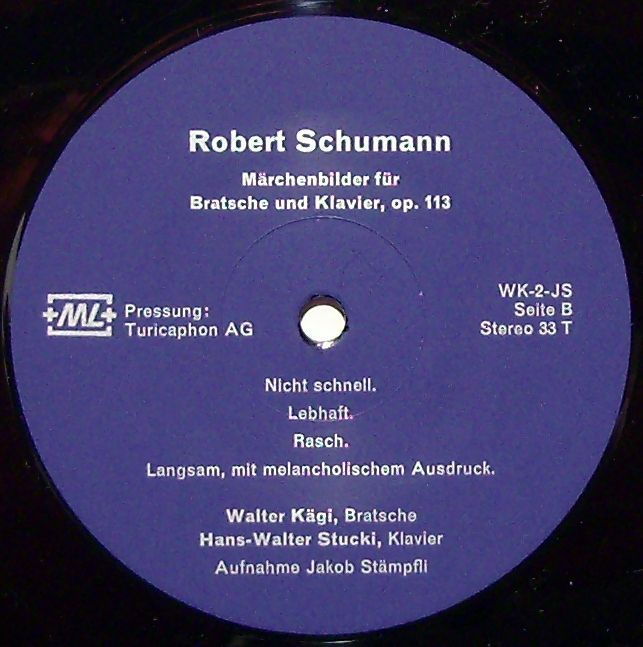 Robert Schumann
Märchenbilder für
Bratsche und Klavier, op. 113
+ML+
Pressung:
Turicaphon AG
WK-2-JS
Seite B
Stereo 33 T
Nicht schnell.
Lebhaft.
Rasch.
Langsam, mit melancholischem Ausdruck.
Walter Kägi, Bratsche
Hans-Walter Stucki, Klavier
Aufnahme Jakob Stämpfli